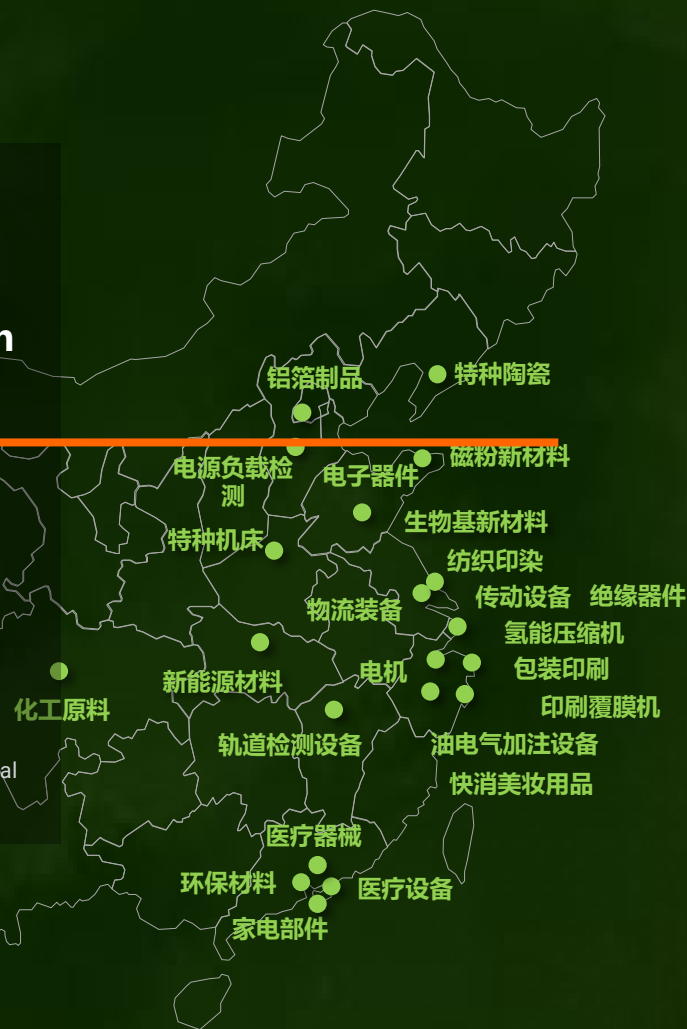 n
铝箔制品
特种陶瓷
电源负载检
测
电子器件
磁粉新材料
生物基新材料
特种机床
纺织印染
物流装备
传动设备 绝缘器件
氢能压缩机
新能源材料
电机
包装印刷
化工原料
印刷覆膜机
轨道检测设备
油电气加注设备
al
快消美妆用品
医疗器械
环保材料
医疗设备
家电部件